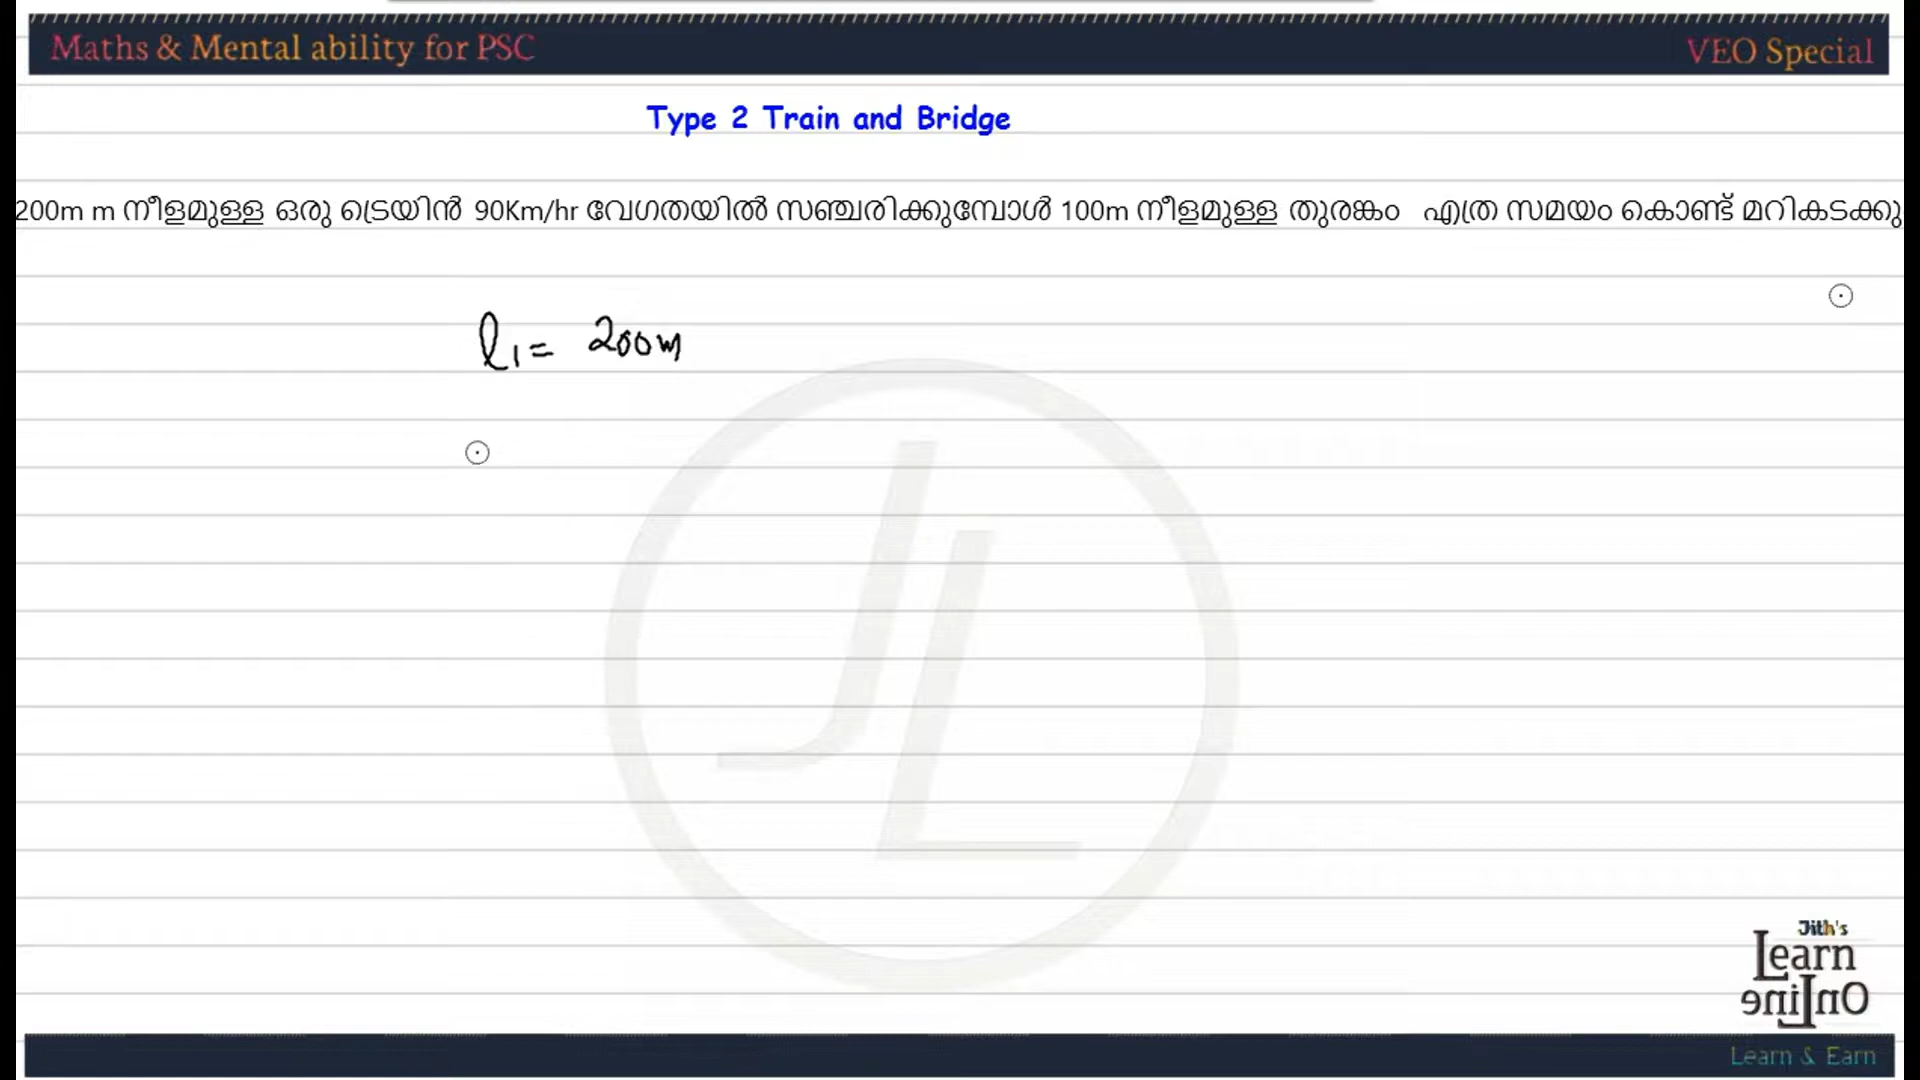 Maths & Mental ability for PSC
VEO Special
Type 2 Train and Bridge
200m m നീളമുള്ള ഒരു ട്രെയിൻ 90Km/hr വേഗതയിൽ സഞ്ചരിക്കുമ്പോൾ 100m നീളമുള്ള തുരങ്കം എത്ര സമയം കൊണ്ട് മറികടക്കു
l₁ = 200m
JL
Jith's
Learn
OnLine
Learn & Earn